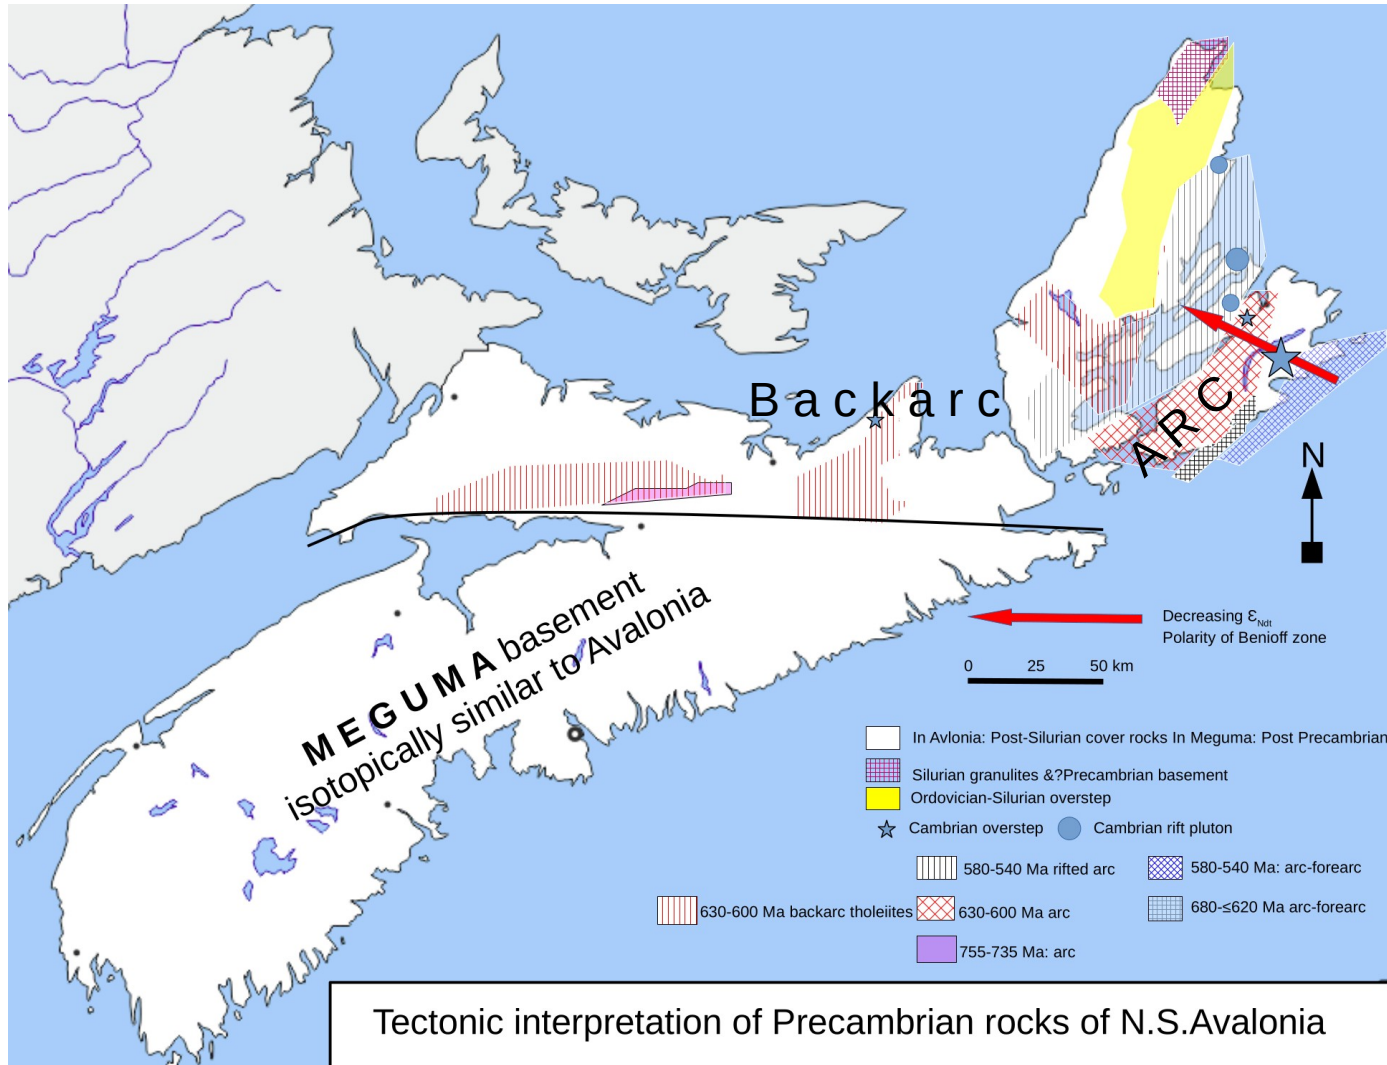 Backarc
ARC
N
MEGUMA basement
isotopically similar to Avalonia
Decreasing ƐNdt
Polarity of Benioff zone
0 25 50 km
In Avlonia: Post-Silurian cover rocks In Meguma: Post Precambrian
Silurian granulites &?Precambrian basement
Ordovician-Silurian overstep
Cambrian overstep Cambrian rift pluton
580-540 Ma rifted arc 580-540 Ma: arc-forearc
630-600 Ma backarc tholeiites 630-600 Ma arc 680-≤620 Ma arc-forearc
755-735 Ma: arc
Tectonic interpretation of Precambrian rocks of N.S.Avalonia